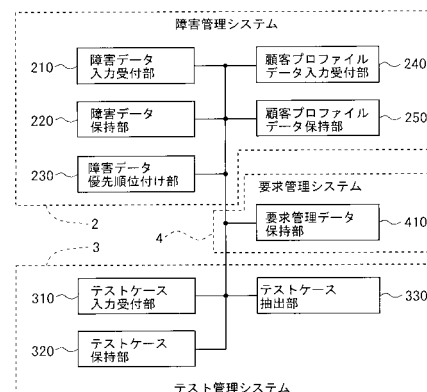 障害管理システム
210
障害データ
入力受付部
顧客プロファイル
データ入力受付部
240
220
障害データ
保持部
顧客プロファイル
データ保持部
250
230
障害データ
優先順位付け部
要求管理システム
2
3
4
要求管理データ
保持部
410
310
テストケース
入力受付部
テストケース
抽出部
330
320
テストケース
保持部
テスト管理システム